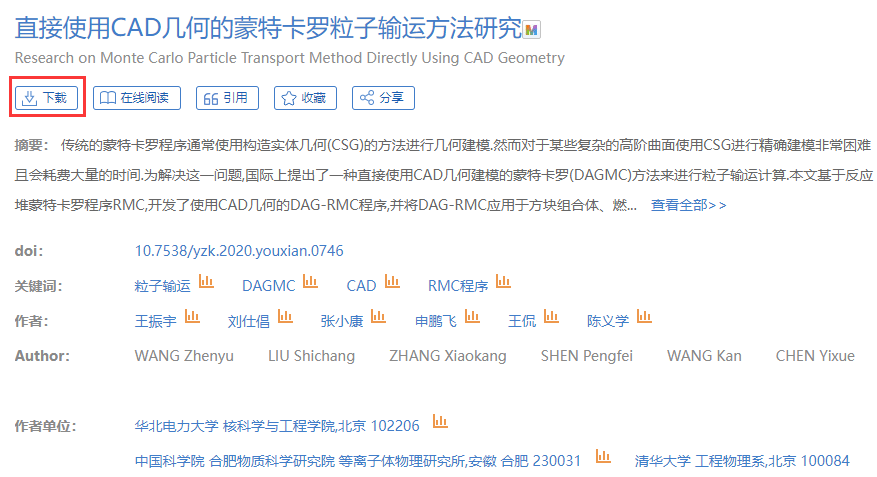 直接使用CAD几何的蒙特卡罗粒子输运方法研究 M
Research on Monte Carlo Particle Transport Method Directly Using CAD Geometry
下载 在线阅读 引用 收藏 分享
摘要： 传统的蒙特卡罗程序通常使用构造实体几何(CSG)的方法进行几何建模.然而对于某些复杂的高阶曲面使用CSG进行精确建模非常困难
且会耗费大量的时间.为解决这一问题,国际上提出了一种直接使用CAD几何建模的蒙特卡罗(DAGMC)方法来进行粒子输运计算.本文基于反应
堆蒙特卡罗程序RMC,开发了使用CAD几何的DAG-RMC程序,并将DAG-RMC应用于方块组合体、燃... 查看全部>>
doi： 10.7538/yzk.2020.youxian.0746
关键词： 粒子输运 DAGMC CAD RMC程序
作者： 王振宇 刘仕倡 张小康 申鹏飞 王侃 陈义学
Author： WANG Zhenyu LIU Shichang ZHANG Xiaokang SHEN Pengfei WANG Kan CHEN Yixue
作者单位： 华北电力大学 核科学与工程学院,北京 102206
中国科学院 合肥物质科学研究院 等离子体物理研究所,安徽 合肥 230031 清华大学 工程物理系,北京 100084